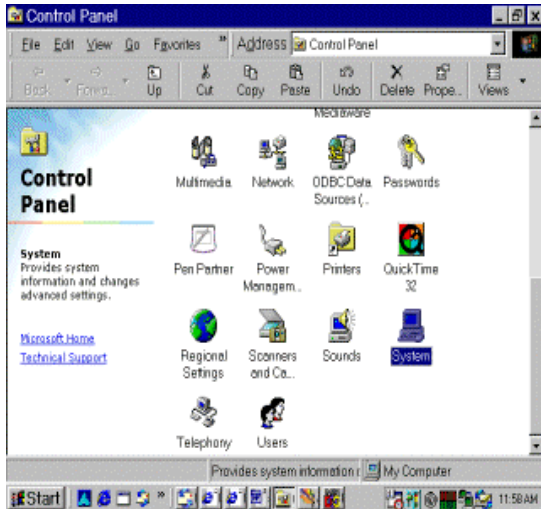 Control Panel
File Edit View Go Favorites » Address Control Panel
Back Forwa... Up Cut Copy Paste Undo Delete Prope... Views
Mediaware
Control
Panel
Multimedia Network ODBC Data
Sources (... Passwords
System
Provides system
information and changes
advanced settings.
Pen Partner Power
Managem... Printers QuickTime
32
Microsoft Home
Technical Support
Regional
Settings Scanners
and Ca... Sounds System
Telephony Users
Provides system information My Computer
Start » 11:58 AM